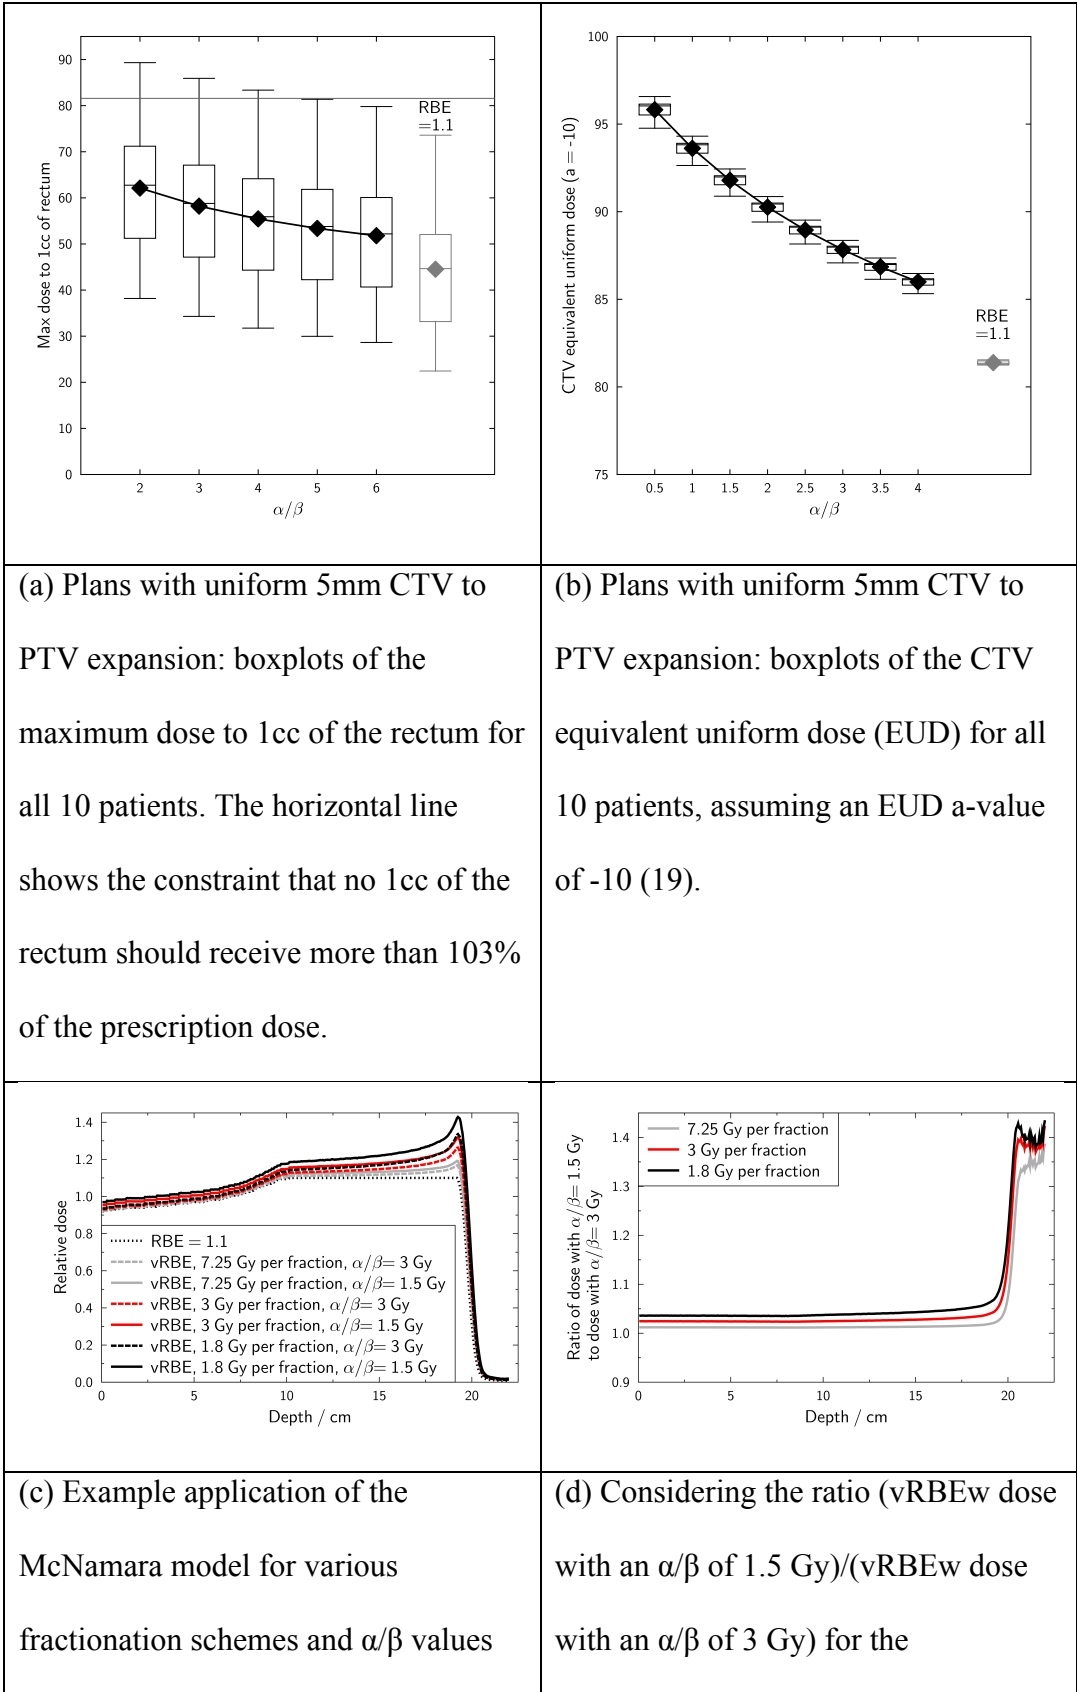 90
80
70
60
50
40
30
20
10
0
Max dose to 1cc of rectum
RBE
=1.1
2 3 4 5 6
α/β
100
95
90
85
80
75
CTV equivalent uniform dose (a = -10)
RBE
=1.1
0.5 1 1.5 2 2.5 3 3.5 4
α/β
(a) Plans with uniform 5mm CTV to
PTV expansion: boxplots of the
maximum dose to 1cc of the rectum for
all 10 patients. The horizontal line
shows the constraint that no 1cc of the
rectum should receive more than 103%
of the prescription dose.
(b) Plans with uniform 5mm CTV to
PTV expansion: boxplots of the CTV
equivalent uniform dose (EUD) for all
10 patients, assuming an EUD a-value
of -10 (19).
1.4
1.2
1.0
0.8
0.6
0.4
0.2
0.0
Relative dose
RBE = 1.1
vRBE, 7.25 Gy per fraction, α/β= 3 Gy
vRBE, 7.25 Gy per fraction, α/β= 1.5 Gy
vRBE, 3 Gy per fraction, α/β= 3 Gy
vRBE, 3 Gy per fraction, α/β= 1.5 Gy
vRBE, 1.8 Gy per fraction, α/β= 3 Gy
vRBE, 1.8 Gy per fraction, α/β= 1.5 Gy
0 5 10 15 20
Depth / cm
1.4
1.3
1.2
1.1
1.0
0.9
Ratio of dose with α/β= 1.5 Gy
to dose with α/β= 3 Gy
7.25 Gy per fraction
3 Gy per fraction
1.8 Gy per fraction
0 5 10 15 20
Depth / cm
(c) Example application of the
McNamara model for various
fractionation schemes and α/β values
(d) Considering the ratio (vRBEw dose
with an α/β of 1.5 Gy)/(vRBEw dose
with an α/β of 3 Gy) for the